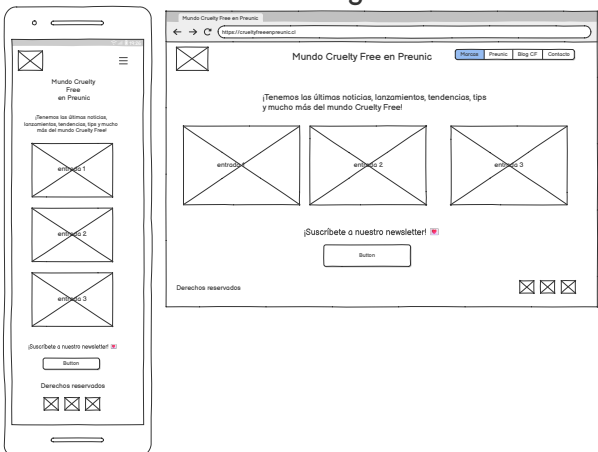 Mundo Cruelty
Free
en Preunic
¡Tenemos las últimas noticias,
lanzamientos, tendencias, tips y mucho
más del mundo Cruelty Free!
entrada 1
entrada 2
entrada 3
¡Suscríbete a nuestro newsletter! 💌
Button
Derechos reservados
Mundo Cruelty Free en Preunic
https://crueltyfreeenpreunic.cl
Mundo Cruelty Free en Preunic
Marcas Preunic Blog CF Contacto
¡Tenemos las últimas noticias, lanzamientos, tendencias, tips
y mucho más del mundo Cruelty Free!
entrada 1 entrada 2 entrada 3
¡Suscríbete a nuestro newsletter! 💌
Button
Derechos reservados